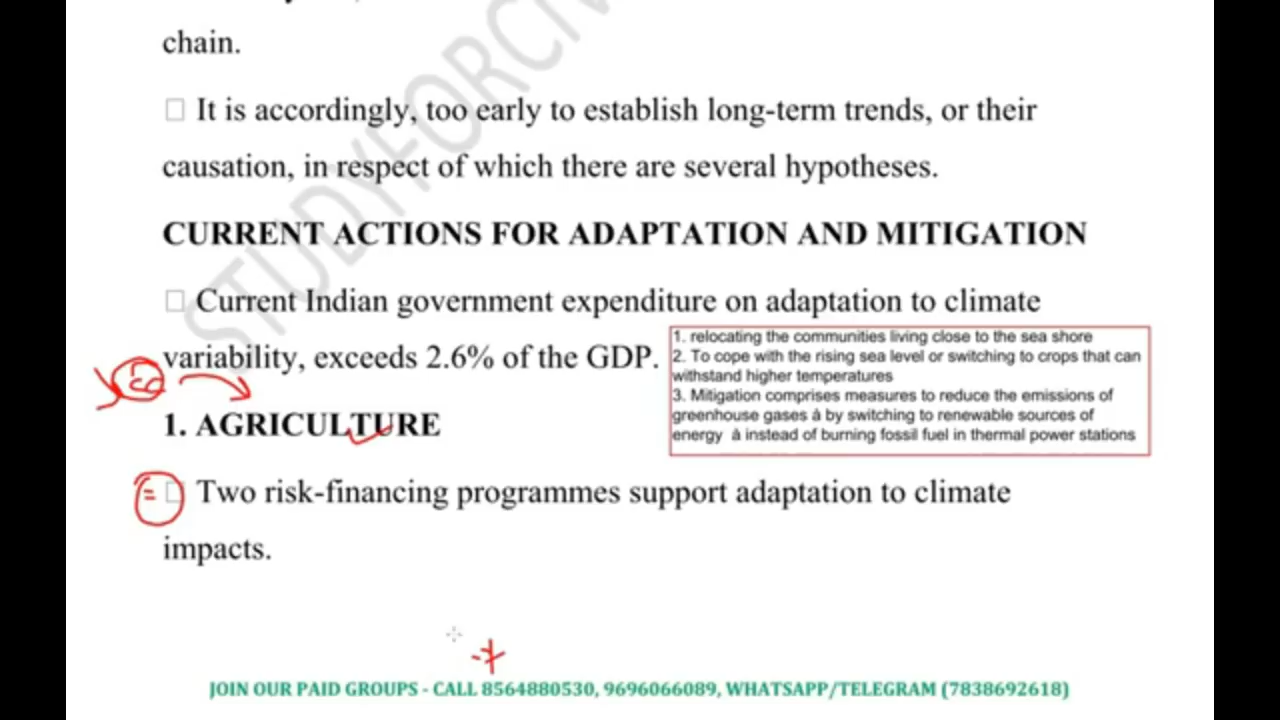 chain.
It is accordingly, too early to establish long-term trends, or their
causation, in respect of which there are several hypotheses.
CURRENT ACTIONS FOR ADAPTATION AND MITIGATION
Current Indian government expenditure on adaptation to climate
variability, exceeds 2.6% of the GDP.
1. relocating the communities living close to the sea shore
2. To cope with the rising sea level or switching to crops that can
withstand higher temperatures
3. Mitigation comprises measures to reduce the emissions of
greenhouse gases à by switching to renewable sources of
energy à instead of burning fossil fuel in thermal power stations
1. AGRICULTURE
Two risk-financing programmes support adaptation to climate
impacts.
STUDYFORCIV
JOIN OUR PAID GROUPS - CALL 8564880530, 9696066089, WHATSAPP/TELEGRAM (7838692618)